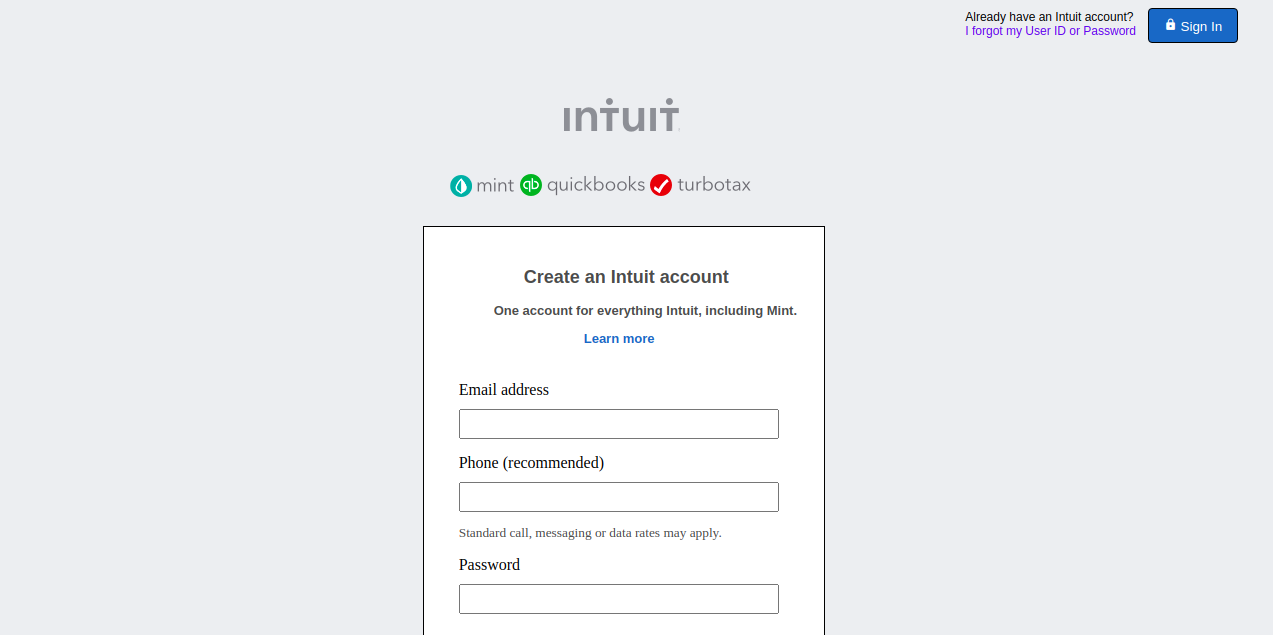 Already have an Intuit account?
I forgot my User ID or Password
Sign In
intuit
mint qb quickbooks turbotax
Create an Intuit account
One account for everything Intuit, including Mint.
Learn more
Email address
Phone (recommended)
Standard call, messaging or data rates may apply.
Password